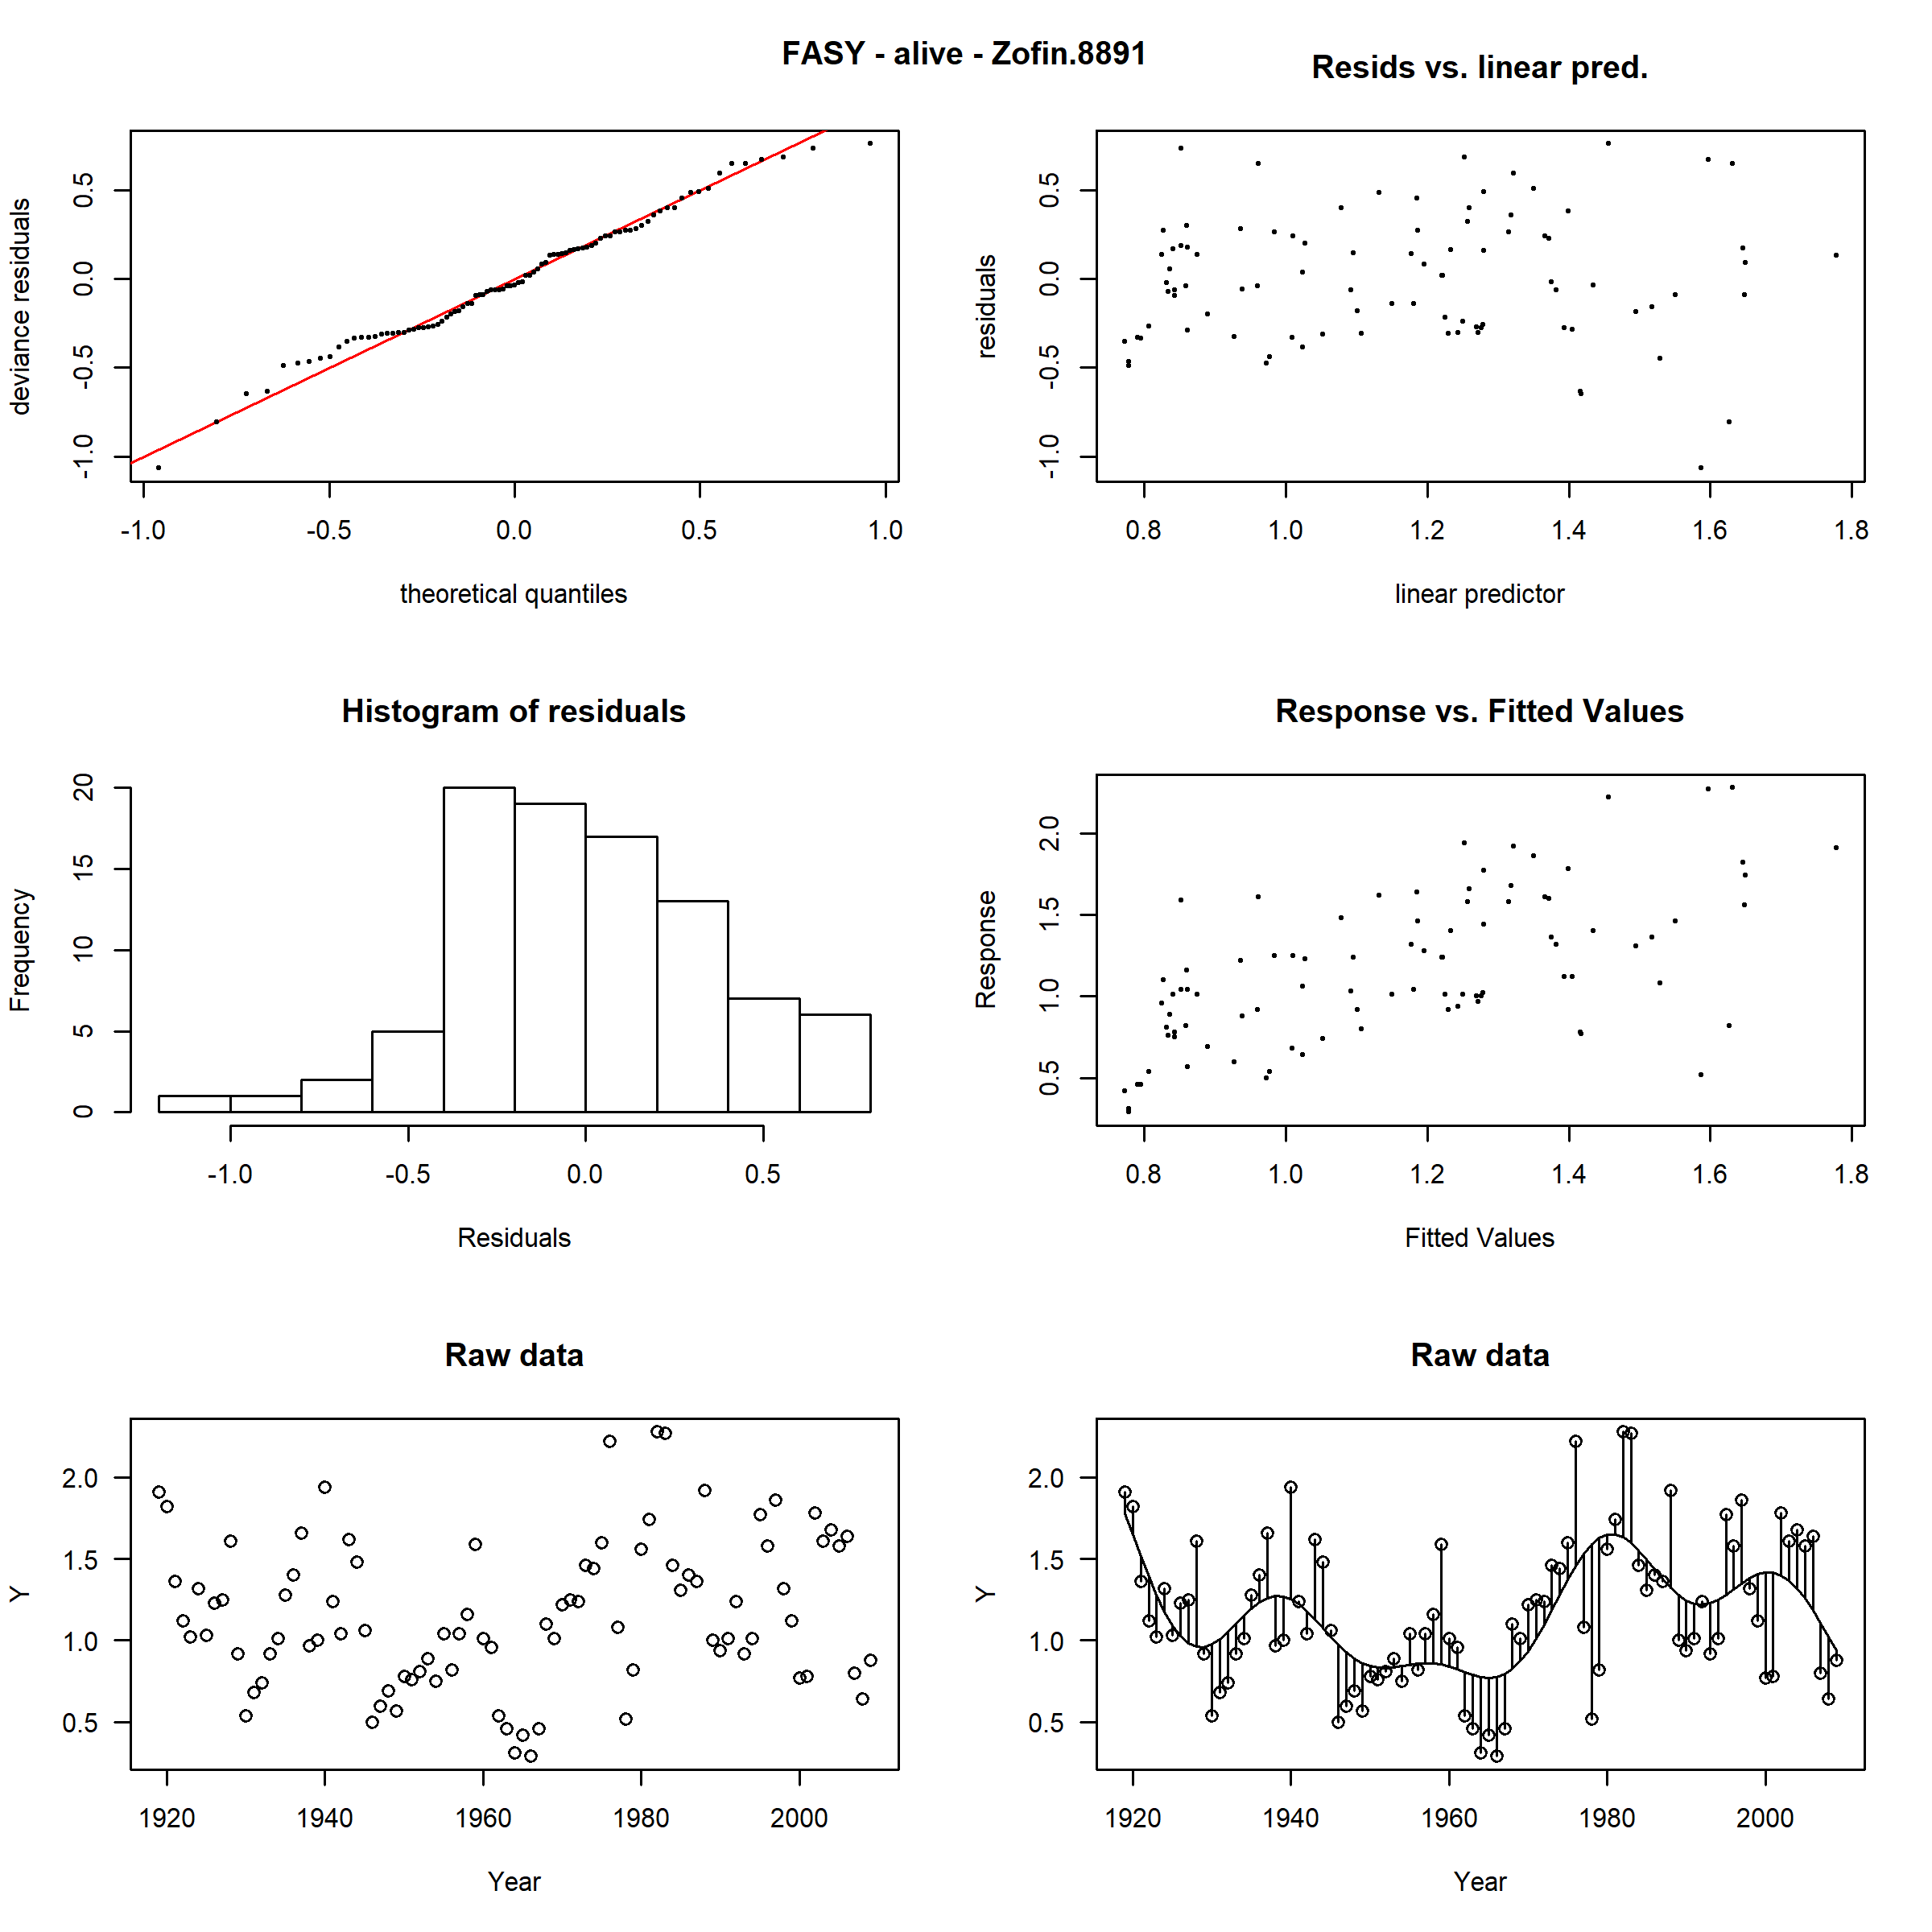 FASY - alive - Zofin.8891
Resids vs. linear pred.
deviance residuals
0.5
0.0
-0.5
-1.0
-1.0 -0.5 0.0 0.5 1.0
theoretical quantiles
residuals
0.5
0.0
-0.5
-1.0
0.8 1.0 1.2 1.4 1.6 1.8
linear predictor
Histogram of residuals
Frequency
20
15
10
5
0
-1.0 -0.5 0.0 0.5
Residuals
Response vs. Fitted Values
Response
2.0
1.5
1.0
0.5
0.8 1.0 1.2 1.4 1.6 1.8
Fitted Values
Raw data
Y
2.0
1.5
1.0
0.5
1920 1940 1960 1980 2000
Year
Raw data
Y
2.0
1.5
1.0
0.5
1920 1940 1960 1980 2000
Year